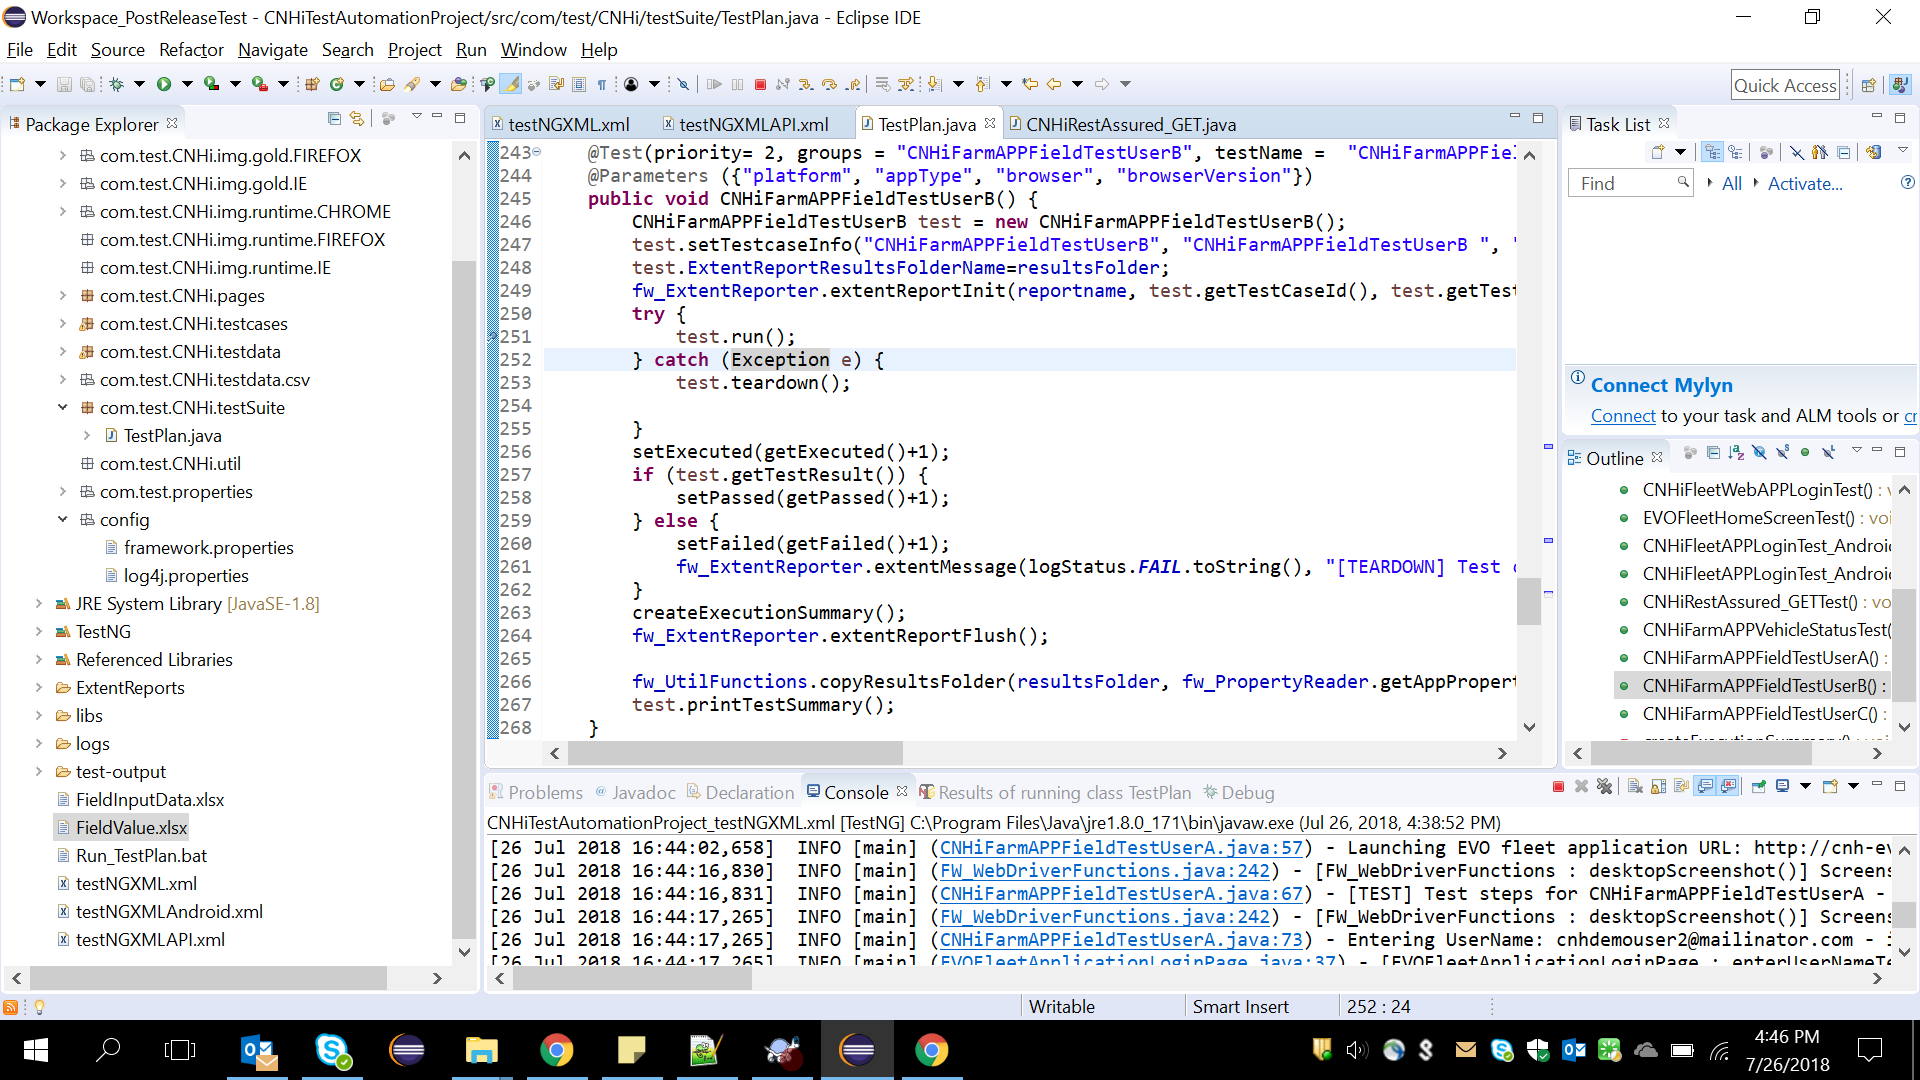 Workspace_PostReleaseTest - CNHiTestAutomationProject/src/com/test/CNHi/testSuite/TestPlan.java - Eclipse IDE
File Edit Source Refactor Navigate Search Project Run Window Help
Quick Access
Package Explorer
com.test.CNHi.img.gold.FIREFOX
com.test.CNHi.img.gold.IE
com.test.CNHi.img.runtime.CHROME
com.test.CNHi.img.runtime.FIREFOX
com.test.CNHi.img.runtime.IE
com.test.CNHi.pages
com.test.CNHi.testcases
com.test.CNHi.testdata
com.test.CNHi.testdata.csv
com.test.CNHi.testSuite
TestPlan.java
com.test.CNHi.util
com.test.properties
config
framework.properties
log4j.properties
JRE System Library [JavaSE-1.8]
TestNG
Referenced Libraries
ExtentReports
libs
logs
test-output
FieldInputData.xlsx
FieldValue.xlsx
Run_TestPlan.bat
testNGXML.xml
testNGXMLAndroid.xml
testNGXMLAPI.xml
testNGXML.xml testNGXMLAPI.xml TestPlan.java CNHiRestAssured_GET.java
243 @Test(priority= 2, groups = "CNHiFarmAPPFieldTestUserB", testName = "CNHiFarmAPPFiel
244 @Parameters ({"platform", "appType", "browser", "browserVersion"})
245 public void CNHiFarmAPPFieldTestUserB() {
246 CNHiFarmAPPFieldTestUserB test = new CNHiFarmAPPFieldTestUserB();
247 test.setTestcaseInfo("CNHiFarmAPPFieldTestUserB", "CNHiFarmAPPFieldTestUserB ", "
248 test.ExtentReportResultsFolderName=resultsFolder;
249 fw_ExtentReporter.extentReportInit(reportname, test.getTestCaseId(), test.getTest
250 try {
251 test.run();
252 } catch (Exception e) {
253 test.teardown();
254
255 }
256 setExecuted(getExecuted()+1);
257 if (test.getTestResult()) {
258 setPassed(getPassed()+1);
259 } else {
260 setFailed(getFailed()+1);
261 fw_ExtentReporter.extentMessage(logStatus.FAIL.toString(), "[TEARDOWN] Test
262 }
263 createExecutionSummary();
264 fw_ExtentReporter.extentReportFlush();
265
266 fw_UtilFunctions.copyResultsFolder(resultsFolder, fw_PropertyReader.getAppPropert
267 test.printTestSummary();
268 }
Task List
Find All Activate...
Connect Mylyn
Connect to your task and ALM tools or cr
Outline
CNHiFleetWebAPPLoginTest() : v
EVOFleetHomeScreenTest() : voi
CNHiFleetAPPLoginTest_Androi
CNHiFleetAPPLoginTest_Androi
CNHiRestAssured_GETTest() : vo
CNHiFarmAPPVehicleStatusTest(
CNHiFarmAPPFieldTestUserA() :
CNHiFarmAPPFieldTestUserB() :
CNHiFarmAPPFieldTestUserC() :
createExecutionSummary() : voi
Problems Javadoc Declaration Console Results of running class TestPlan Debug
CNHiTestAutomationProject_testNGXML.xml [TestNG] C:\Program Files\Java\jre1.8.0_171\bin\javaw.exe (Jul 26, 2018, 4:38:52 PM)
[26 Jul 2018 16:44:02,658] INFO [main] (CNHiFarmAPPFieldTestUserA.java:57) - Launching EVO fleet application URL: http://cnh-ev
[26 Jul 2018 16:44:16,830] INFO [main] (FW_WebDriverFunctions.java:242) - [FW_WebDriverFunctions : desktopScreenshot()] Screens
[26 Jul 2018 16:44:16,831] INFO [main] (CNHiFarmAPPFieldTestUserA.java:67) - [TEST] Test steps for CNHiFarmAPPFieldTestUserA -
[26 Jul 2018 16:44:17,265] INFO [main] (FW_WebDriverFunctions.java:242) - [FW_WebDriverFunctions : desktopScreenshot()] Screens
[26 Jul 2018 16:44:17,265] INFO [main] (CNHiFarmAPPFieldTestUserA.java:73) - Entering UserName: cnhdemouser2@mailinator.com - i
[26 Jul 2018 16:44:17,265] INFO [main] (EVOFleetApplicationLoginPage.java:37) - [EVOFleetApplicationLoginPage : enterUserNameTe
Writable Smart Insert 252 : 24
4:46 PM
7/26/2018